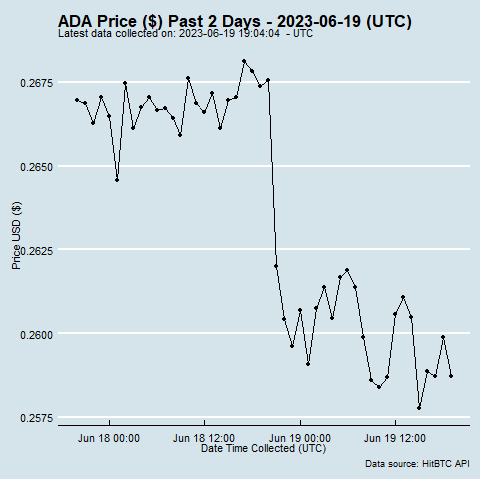 ADA Price ($) Past 2 Days - 2023-06-19 (UTC)
Latest data collected on: 2023-06-19 19:04:04 - UTC
0.2675
0.2650
0.2625
0.2600
0.2575
Price USD ($)
Jun 18 00:00 Jun 18 12:00 Jun 19 00:00 Jun 19 12:00
Date Time Collected (UTC)
Data source: HitBTC API